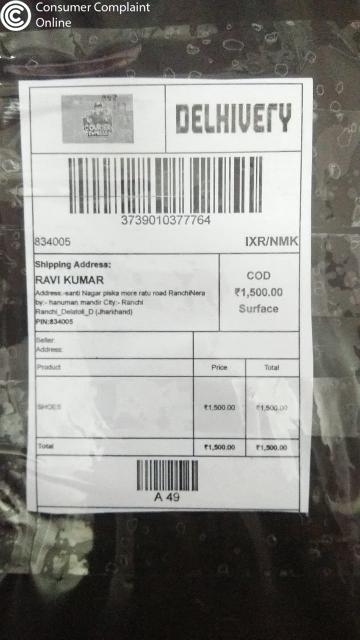 Consumer Complaint
Online
COURIER
DELHIVERY
3739010377764
834005
IXR/NMK
Shipping Address:
RAVI KUMAR
Address:-santi Nagar piska more ratu road RanchiNera
by:- hanuman mandir City:- Ranchi
Ranchi_Delatoli_D (Jharkhand)
PIN:834005
COD
₹1,500.00
Surface
Seller:
Address:
Product Price Total
SHOES ₹1,500.00 ₹1,500.00
Total ₹1,500.00 ₹1,500.00
A 49